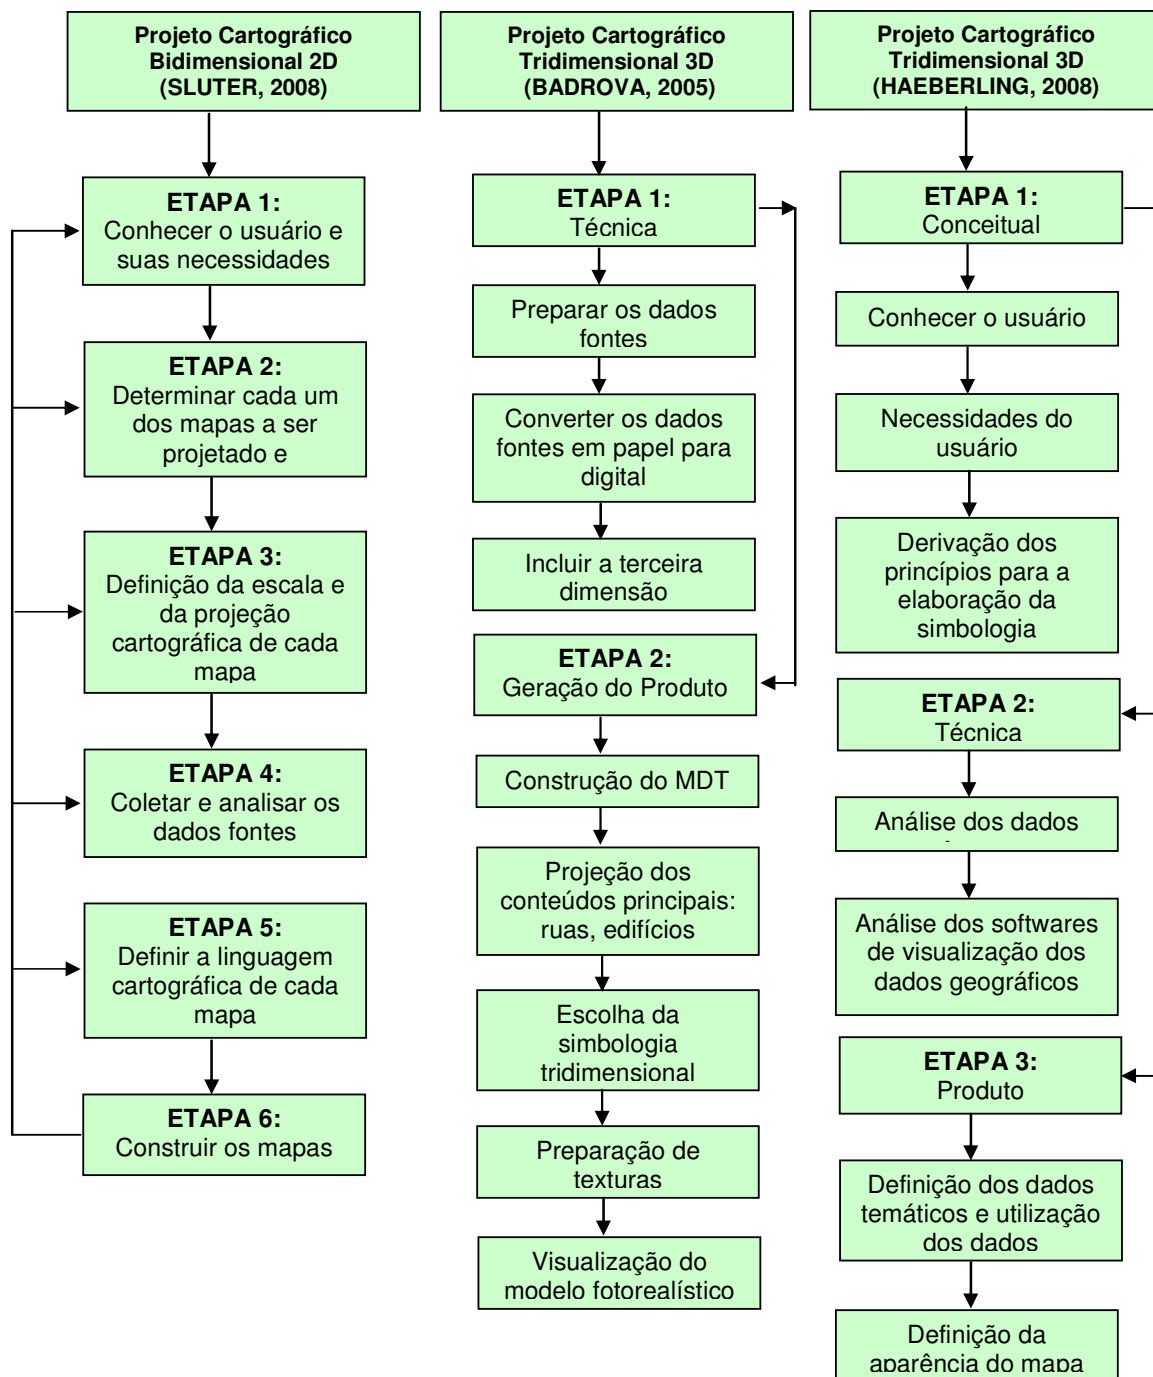 Projeto Cartográfico
Bidimensional 2D
(SLUTER, 2008)
ETAPA 1:
Conhecer o usuário e
suas necessidades
ETAPA 2:
Determinar cada um
dos mapas a ser
projetado e
ETAPA 3:
Definição da escala e
da projeção
cartográfica de cada
mapa
ETAPA 4:
Coletar e analisar os
dados fontes
ETAPA 5:
Definir a linguagem
cartográfica de cada
mapa
ETAPA 6:
Construir os mapas
Projeto Cartográfico
Tridimensional 3D
(BADROVA, 2005)
ETAPA 1:
Técnica
Preparar os dados
fontes
Converter os dados
fontes em papel para
digital
Incluir a terceira
dimensão
ETAPA 2:
Geração do Produto
Construção do MDT
Projeção dos
conteúdos principais:
ruas, edifícios
Escolha da
simbologia
tridimensional
Preparação de
texturas
Visualização do
modelo fotorealístico
Projeto Cartográfico
Tridimensional 3D
(HAEBERLING, 2008)
ETAPA 1:
Conceitual
Conhecer o usuário
Necessidades do
usuário
Derivação dos
princípios para a
elaboração da
simbologia
ETAPA 2:
Técnica
Análise dos dados
Análise dos softwares
de visualização dos
dados geográficos
ETAPA 3:
Produto
Definição dos dados
temáticos e utilização
dos dados
Definição da
aparência do mapa